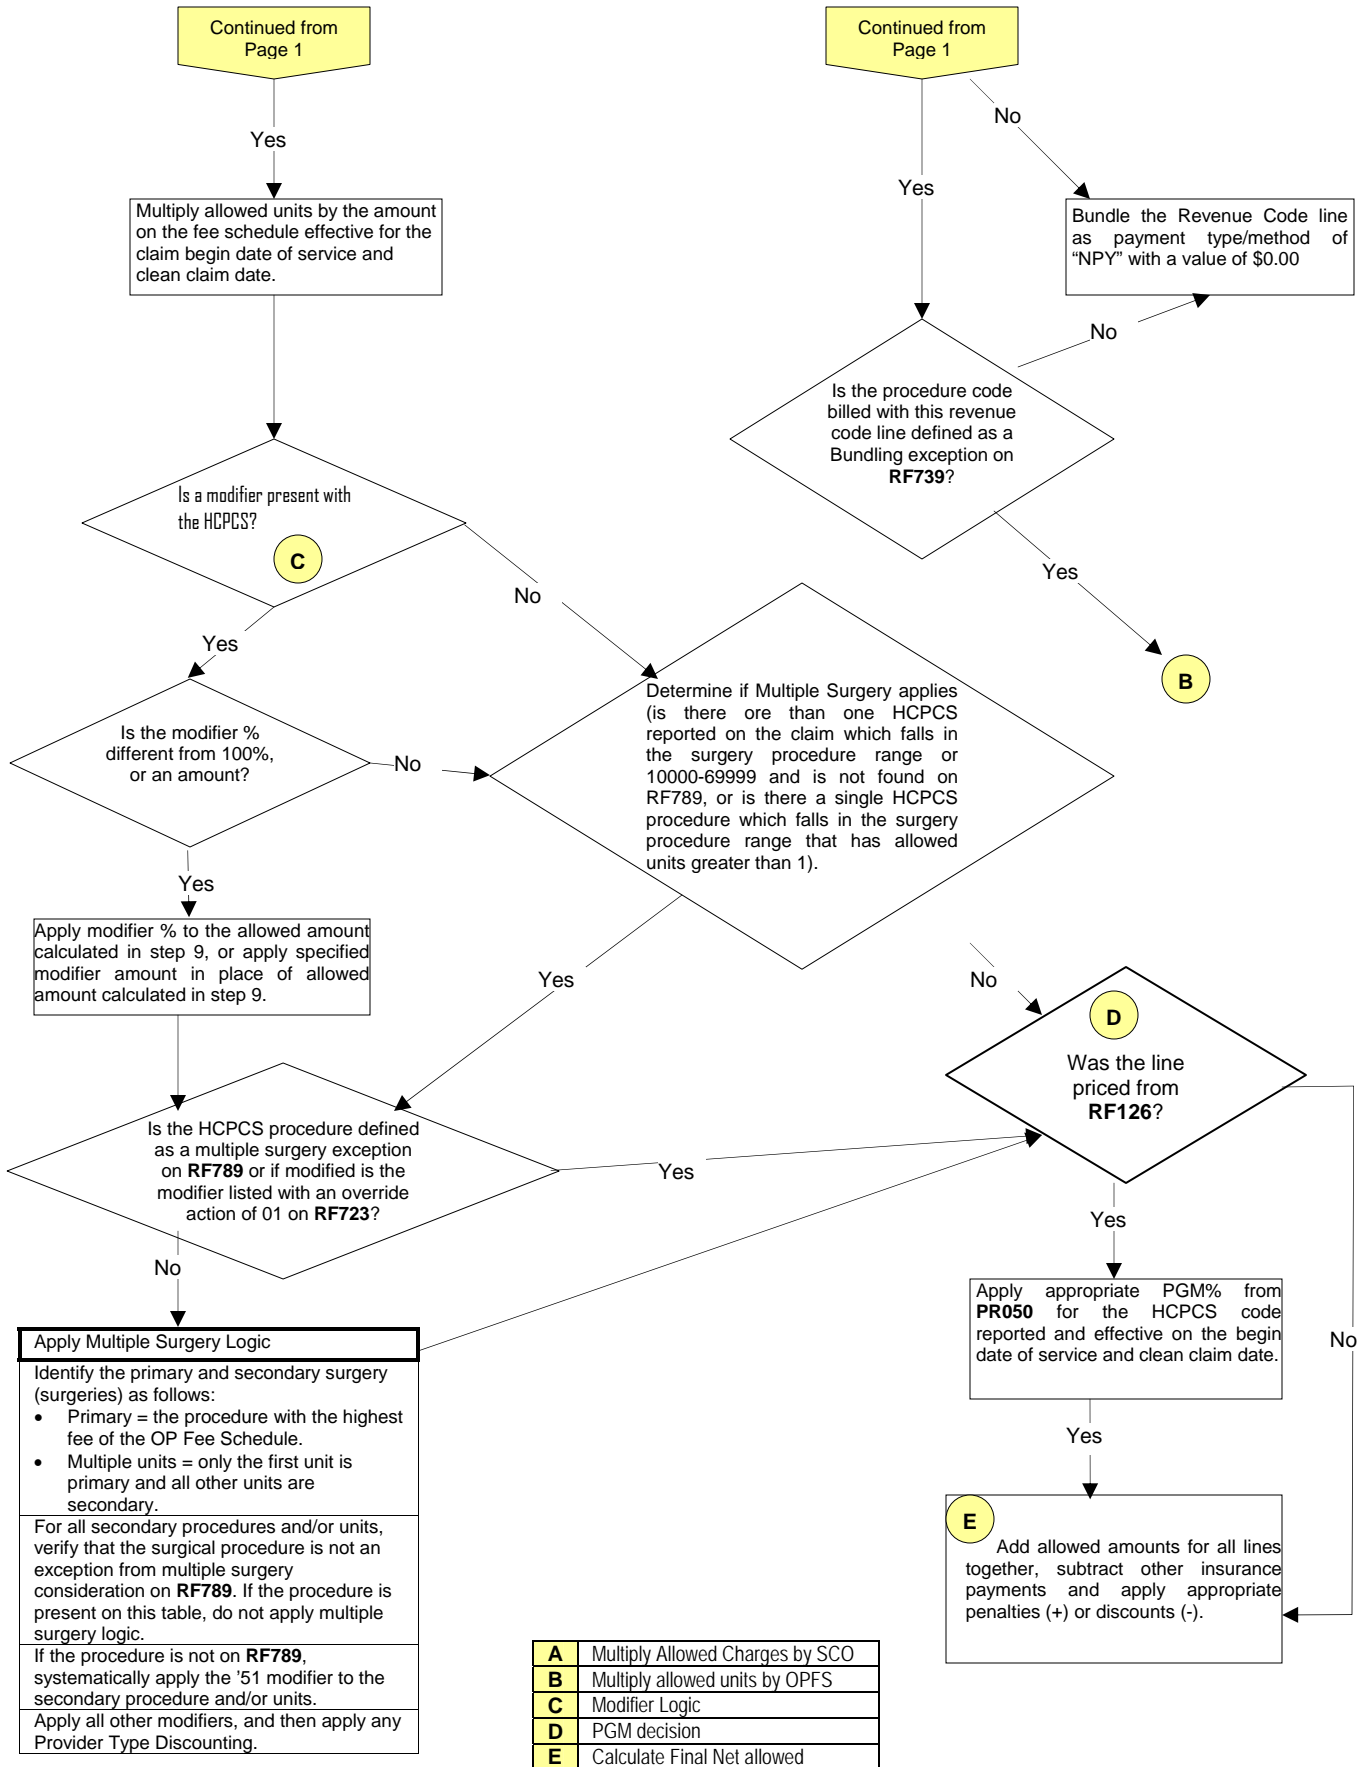 Continued from
Page 1
Continued from
Page 1
Yes
No
Yes
Multiply allowed units by the amount
on the fee schedule effective for the
claim begin date of service and
clean claim date.
Bundle the Revenue Code line
as payment type/method of
“NPY” with a value of $0.00
No
Is the procedure code
billed with this revenue
code line defined as a
Bundling exception on
RF739?
Is a modifier present with
the HCPCS?
C
No
Yes
Yes
B
Is the modifier %
different from 100%,
or an amount?
No
Determine if Multiple Surgery applies
(is there ore than one HCPCS
reported on the claim which falls in
the surgery procedure range or
10000-69999 and is not found on
RF789, or is there a single HCPCS
procedure which falls in the surgery
procedure range that has allowed
units greater than 1).
Yes
Apply modifier % to the allowed amount
calculated in step 9, or apply specified
modifier amount in place of allowed
amount calculated in step 9.
Yes
No
D
Was the line
priced from
RF126?
Is the HCPCS procedure defined
as a multiple surgery exception
on RF789 or if modified is the
modifier listed with an override
action of 01 on RF723?
Yes
Yes
No
Apply appropriate PGM% from
PR050 for the HCPCS code
reported and effective on the begin
date of service and clean claim date.
No
Apply Multiple Surgery Logic
Identify the primary and secondary surgery
(surgeries) as follows:
• Primary = the procedure with the highest
fee of the OP Fee Schedule.
• Multiple units = only the first unit is
primary and all other units are
secondary.
For all secondary procedures and/or units,
verify that the surgical procedure is not an
exception from multiple surgery
consideration on RF789. If the procedure is
present on this table, do not apply multiple
surgery logic.
If the procedure is not on RF789,
systematically apply the '51 modifier to the
secondary procedure and/or units.
Apply all other modifiers, and then apply any
Provider Type Discounting.
Yes
E
Add allowed amounts for all lines
together, subtract other insurance
payments and apply appropriate
penalties (+) or discounts (-).
A Multiply Allowed Charges by SCO
B Multiply allowed units by OPFS
C Modifier Logic
D PGM decision
E Calculate Final Net allowed